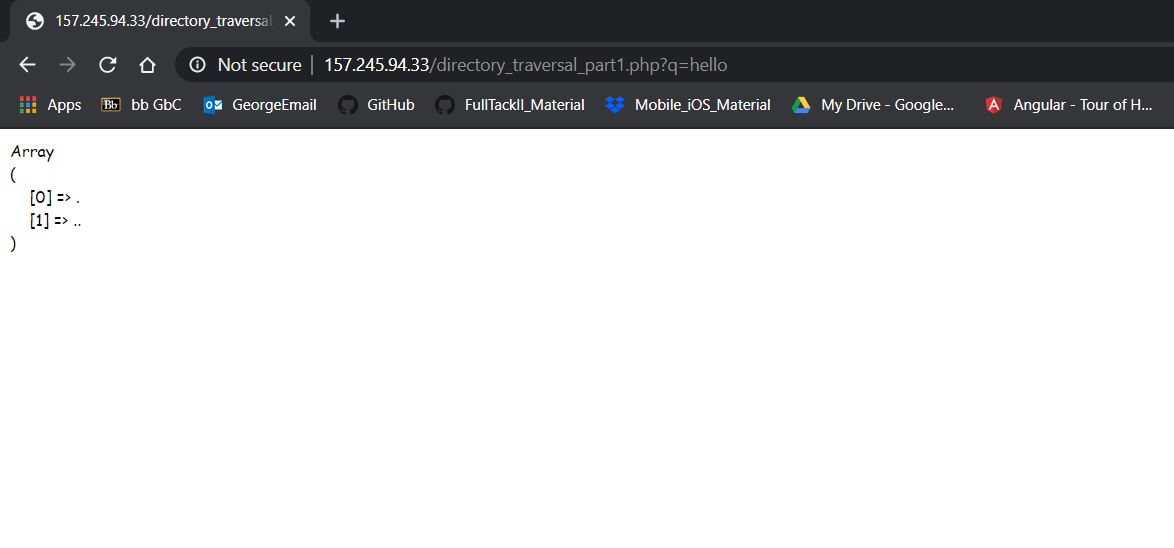 157.245.94.33/directory_traversal
Not secure | 157.245.94.33/directory_traversal_part1.php?q=hello
Apps Bb bb GbC GeorgeEmail GitHub FullTackII_Material Mobile_iOS_Material My Drive - Google... Angular - Tour of H...
Array
(
[0] => .
[1] => ..
)